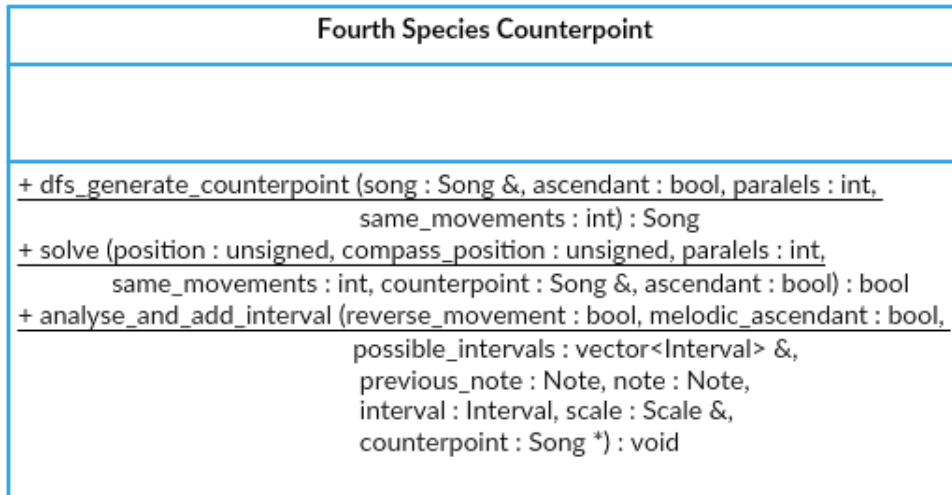 Fourth Species Counterpoint
+ dfs_generate_counterpoint (song : Song &, ascendant : bool, paralels : int,
same_movements : int) : Song
+ solve (position : unsigned, compass_position : unsigned, paralels : int,
same_movements : int, counterpoint : Song &, ascendant : bool) : bool
+ analyse_and_add_interval (reverse_movement : bool, melodic_ascendant : bool,
possible_intervals : vector<Interval> &,
previous_note : Note, note : Note,
interval : Interval, scale : Scale &,
counterpoint : Song *) : void